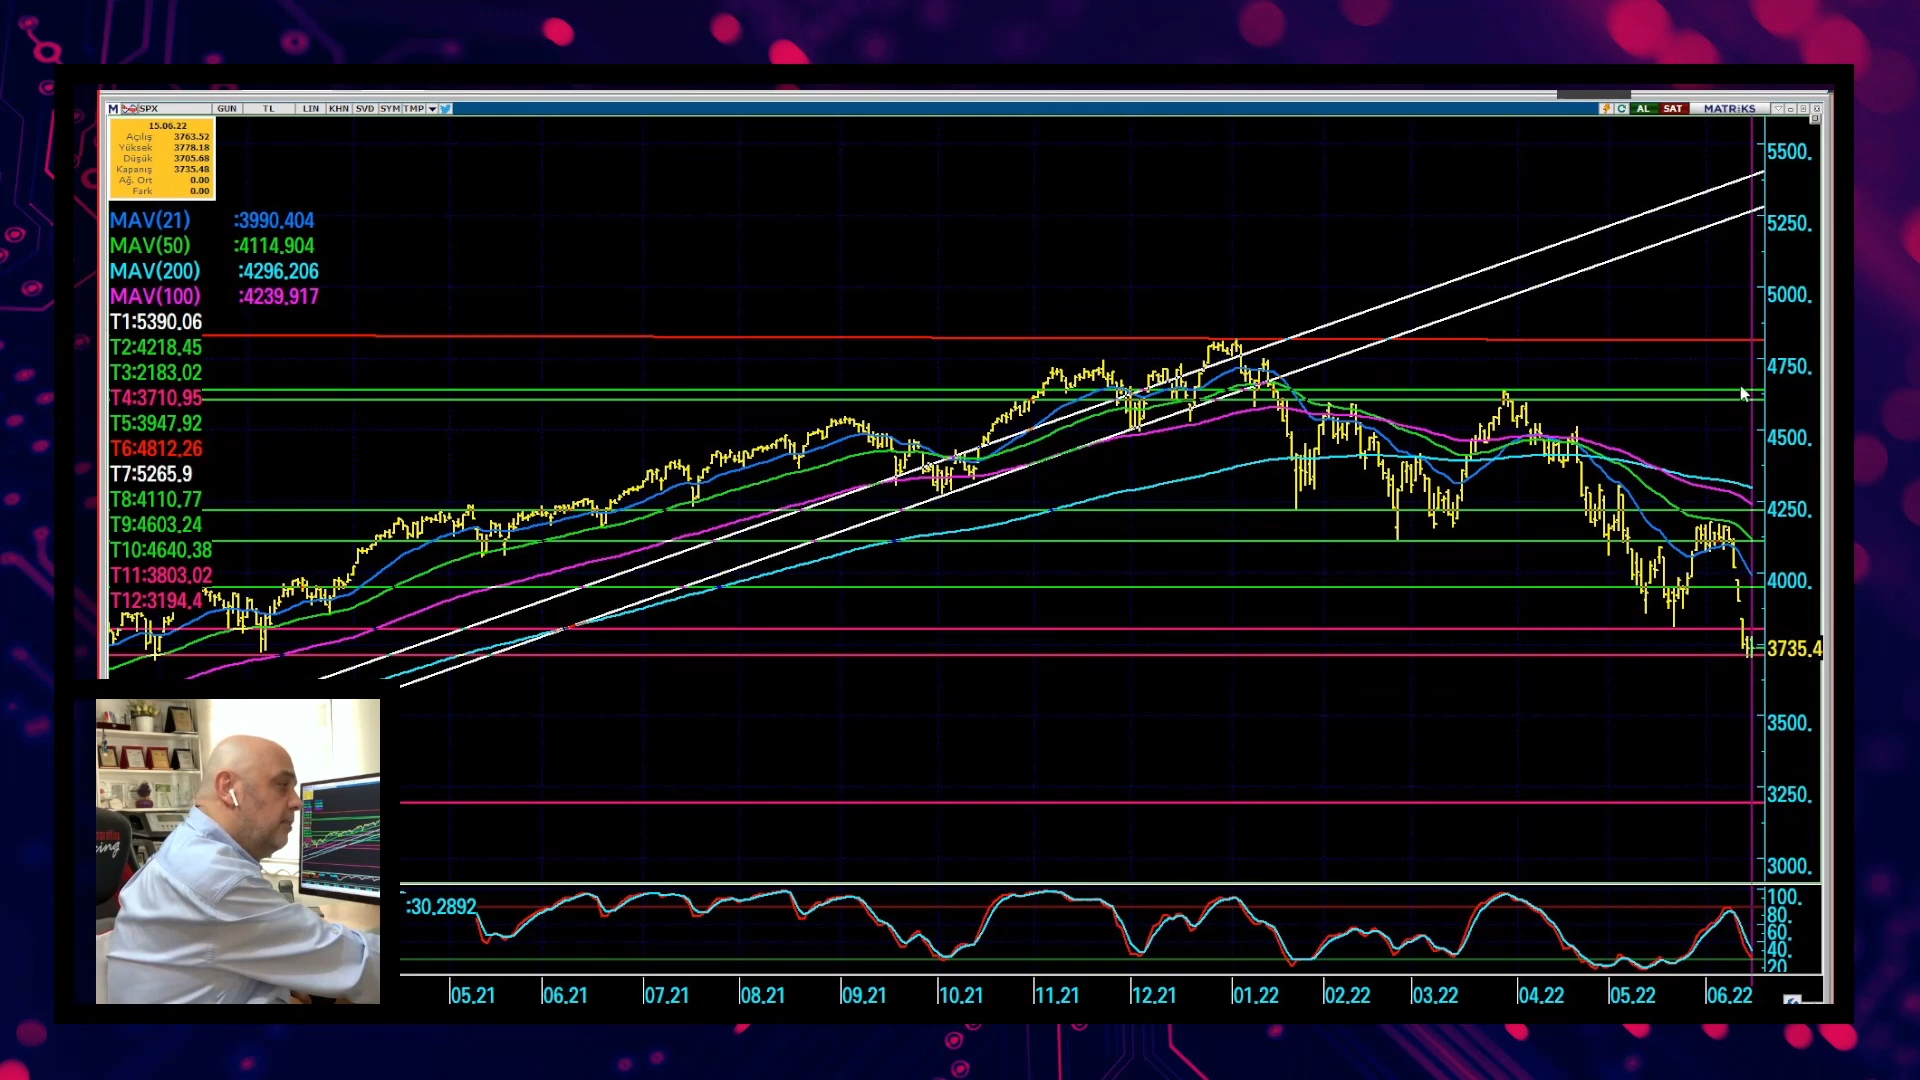 M SPX GUN TL LIN KHN SVD SYM TMP AL SAT MATRiKS
15.06.22
Açılış 3763.52
Yüksek 3778.18
Düşük 3705.68
Kapanış 3735.48
Ağ. Ort 0.00
Fark 0.00
MAV(21) :3990.404
MAV(50) :4114.904
MAV(200) :4296.206
MAV(100) :4239.917
T1:5390.06
T2:4218.45
T3:2183.02
T4:3710.95
T5:3947.92
T6:4812.26
T7:5265.9
T8:4110.77
T9:4603.24
T10:4640.38
T11:3803.02
T12:3194.4
5500.
5250.
5000.
4750.
4500.
4250.
4000.
3735.4
3500.
3250.
3000.
:30.2892
100.
80.
60.
40.
20.
05.21 06.21 07.21 08.21 09.21 10.21 11.21 12.21 01.22 02.22 03.22 04.22 05.22 06.22